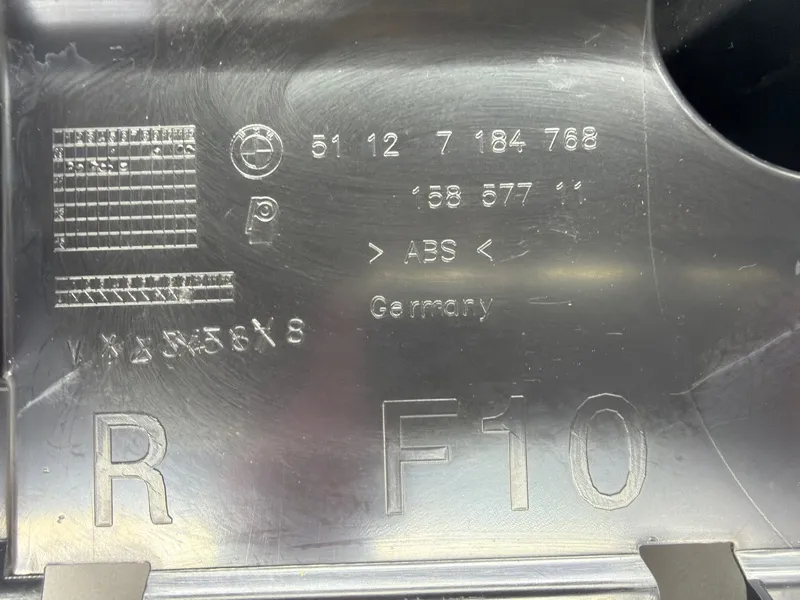 51 12 7 184 768
158 577 11
> ABS <
Germany
R F10